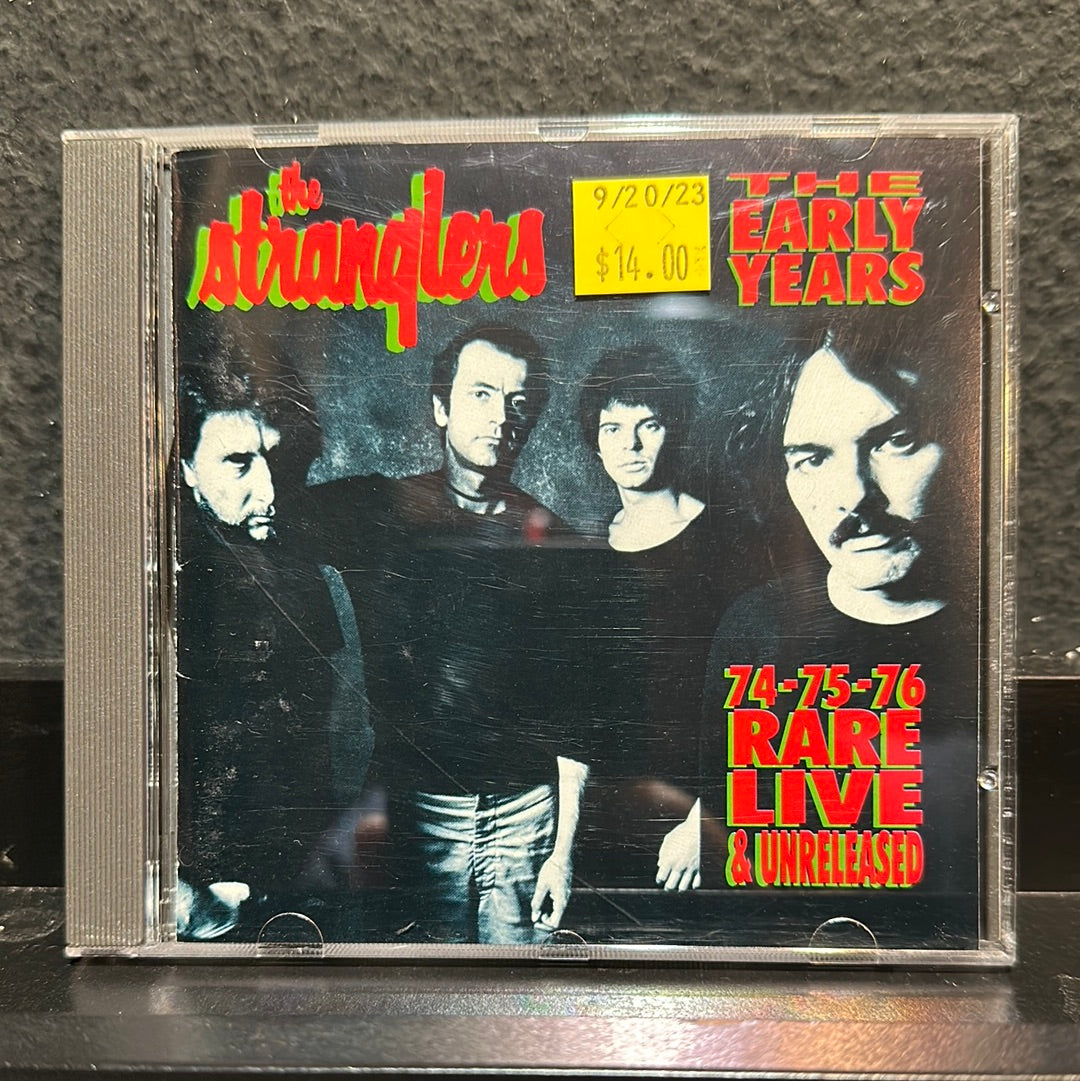 the
stranglers
9/20/23
$14.00
THE
EARLY
YEARS
74-75-76
RARE
LIVE
& UNRELEASED